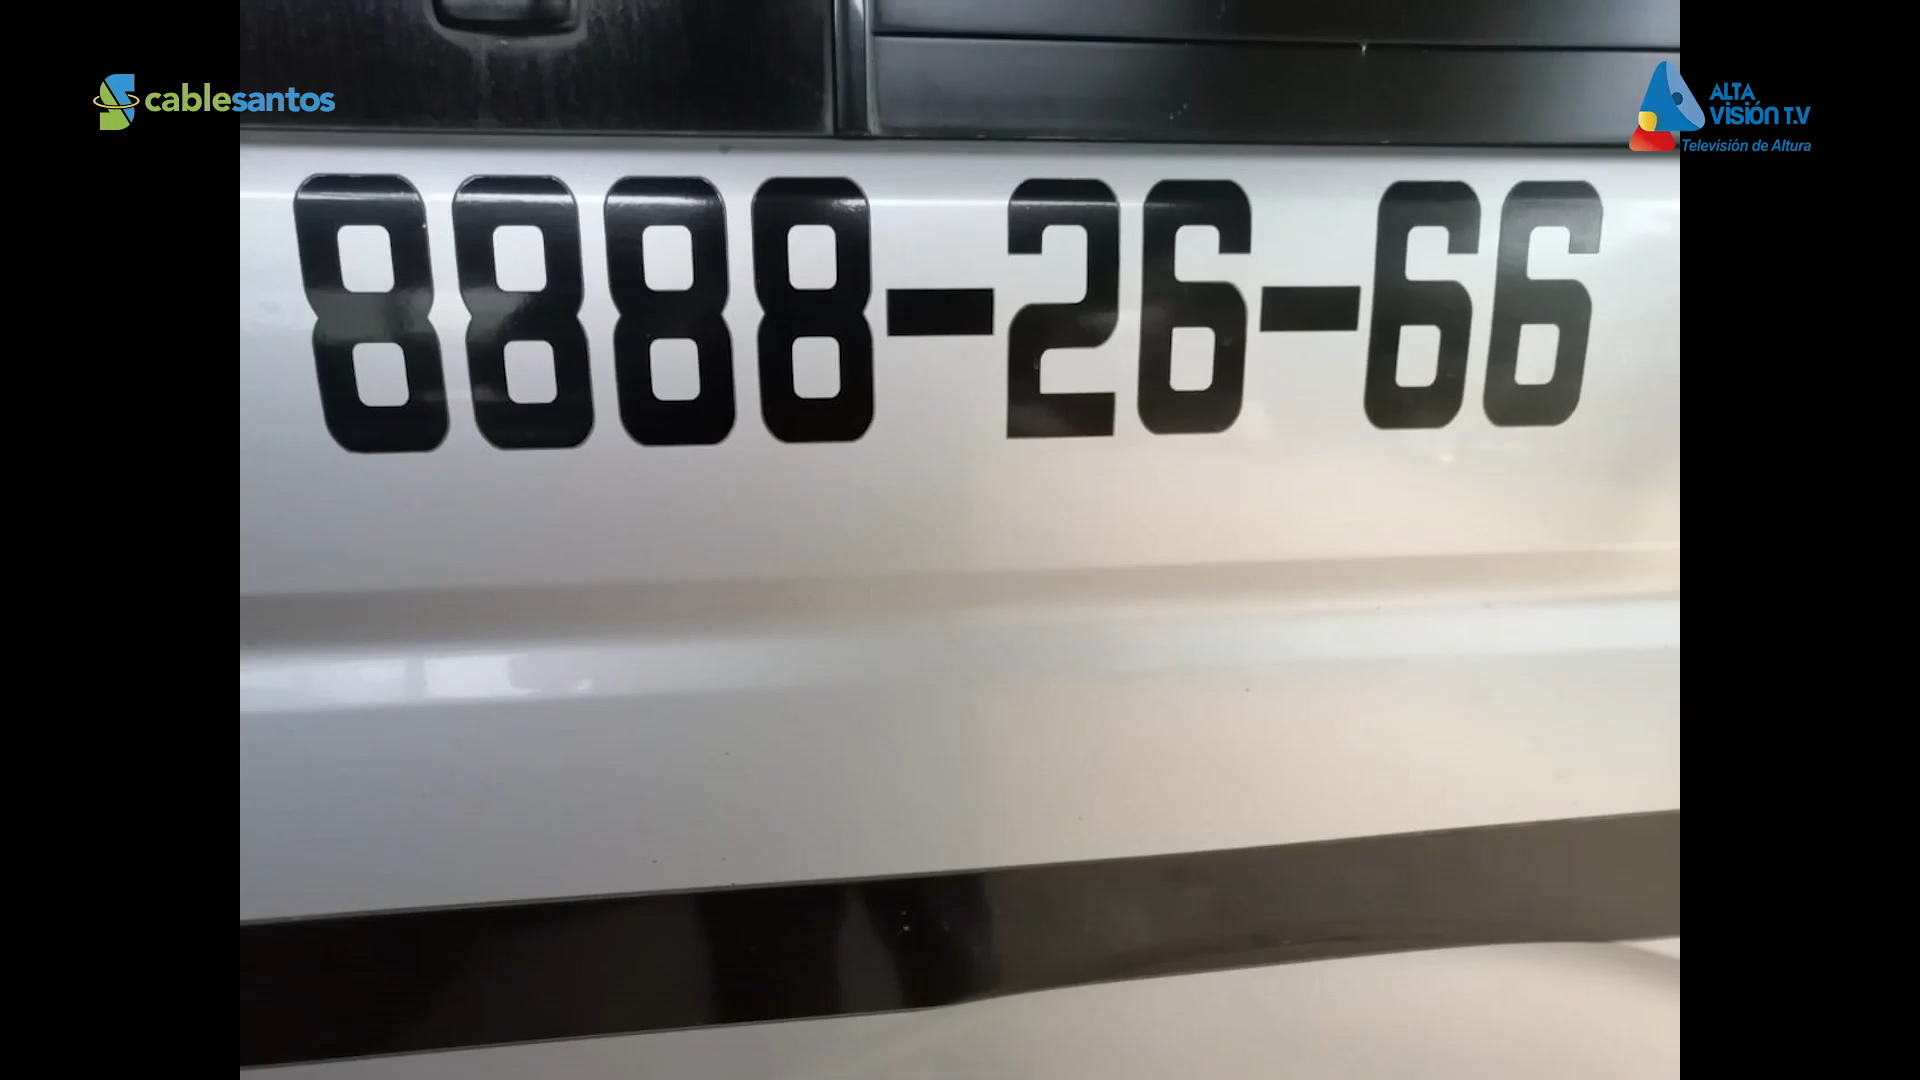 cablesantos
ALTA
VISIÓN T.V
Televisión de Altura
8888-26-66